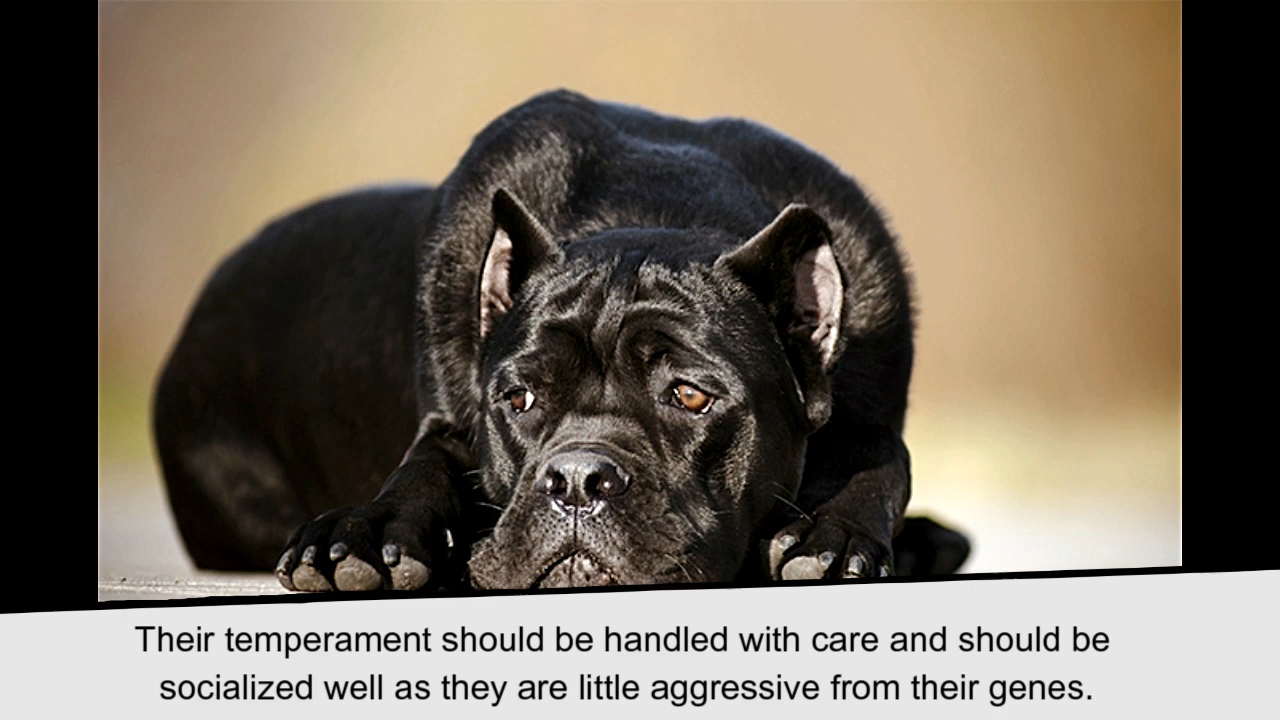 Their temperament should be handled with care and should be
socialized well as they are little aggressive from their genes.